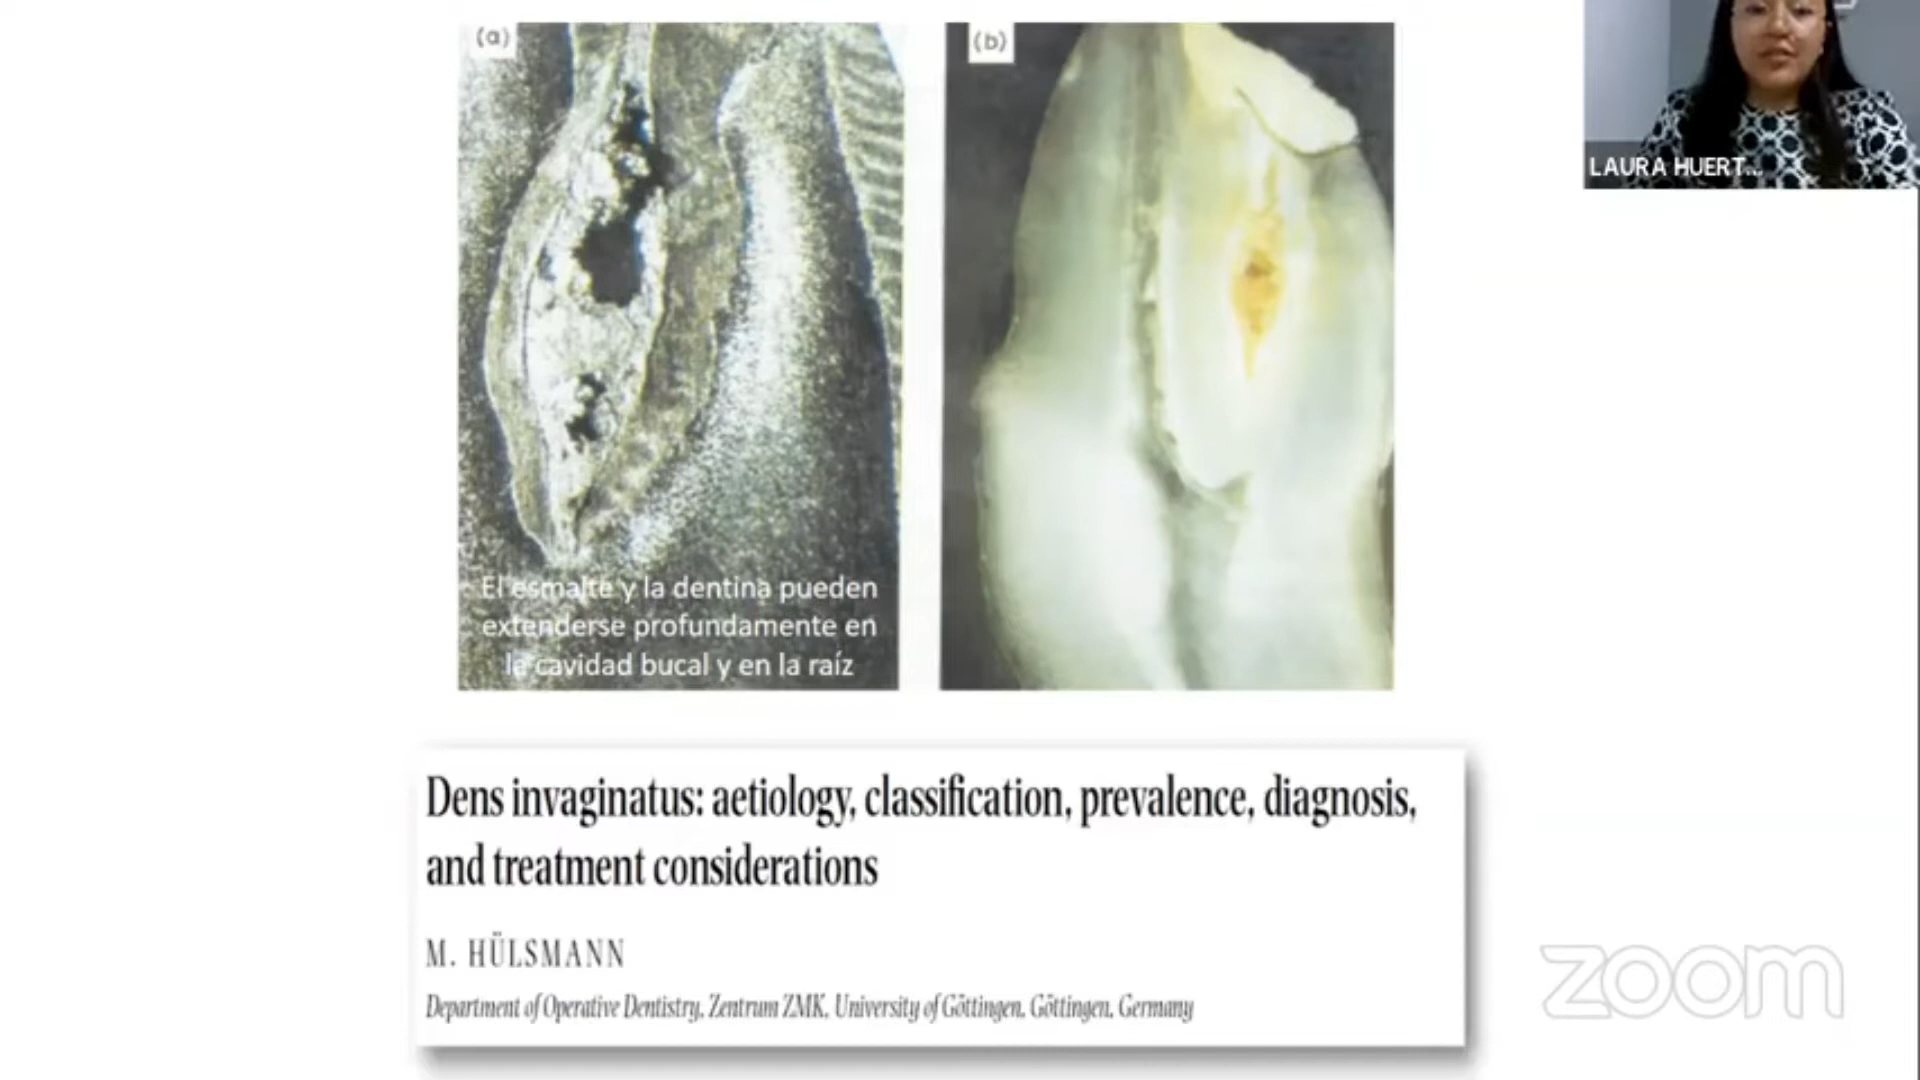 (a)
(b)
LAURA HUERT...
El esmalte y la dentina pueden
extenderse profundamente en
la cavidad bucal y en la raíz
Dens invaginatus: aetiology, classification, prevalence, diagnosis,
and treatment considerations
M. HÜLSMANN
Department of Operative Dentistry, Zentrum ZMK, University of Göttingen, Göttingen, Germany
zoom